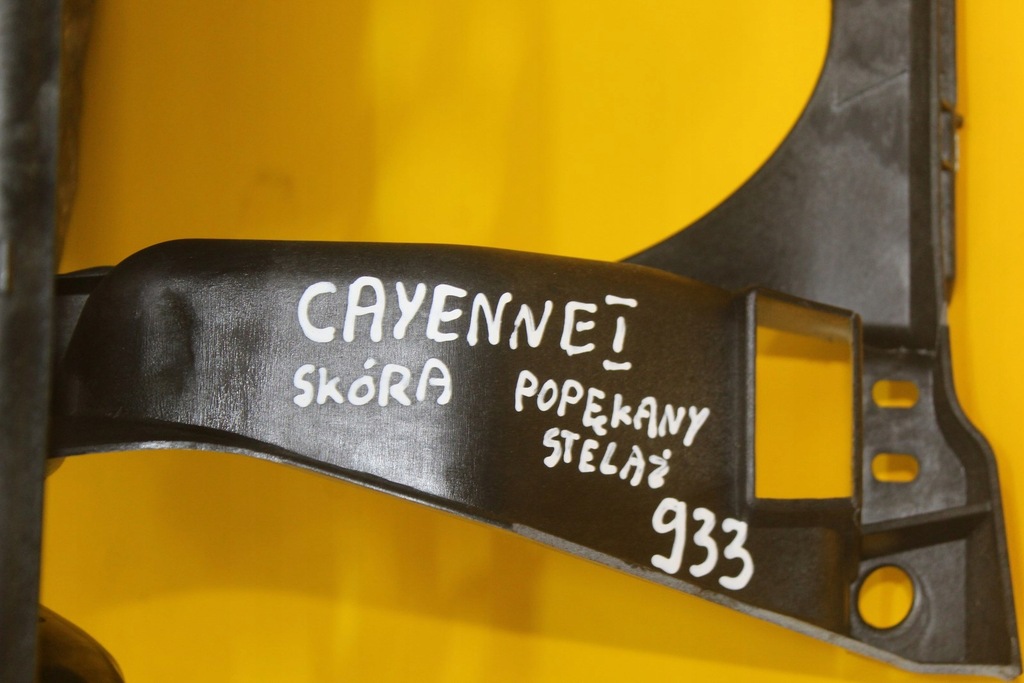 CAYENNE I
SKÓRA POPĘKANY
STELAŻ
933